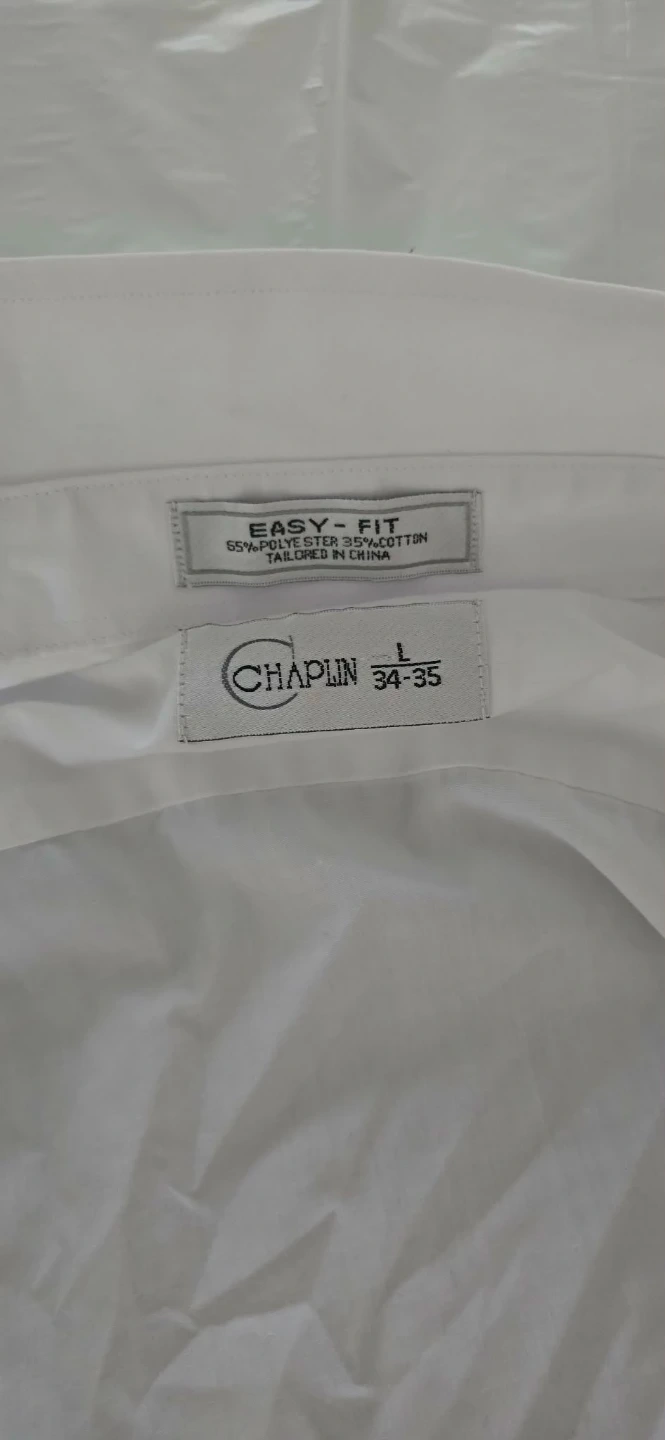 EASY-FIT
65%POLYESTER 35%COTTON
TAILORED IN CHINA
CHAPLIN L
34-35